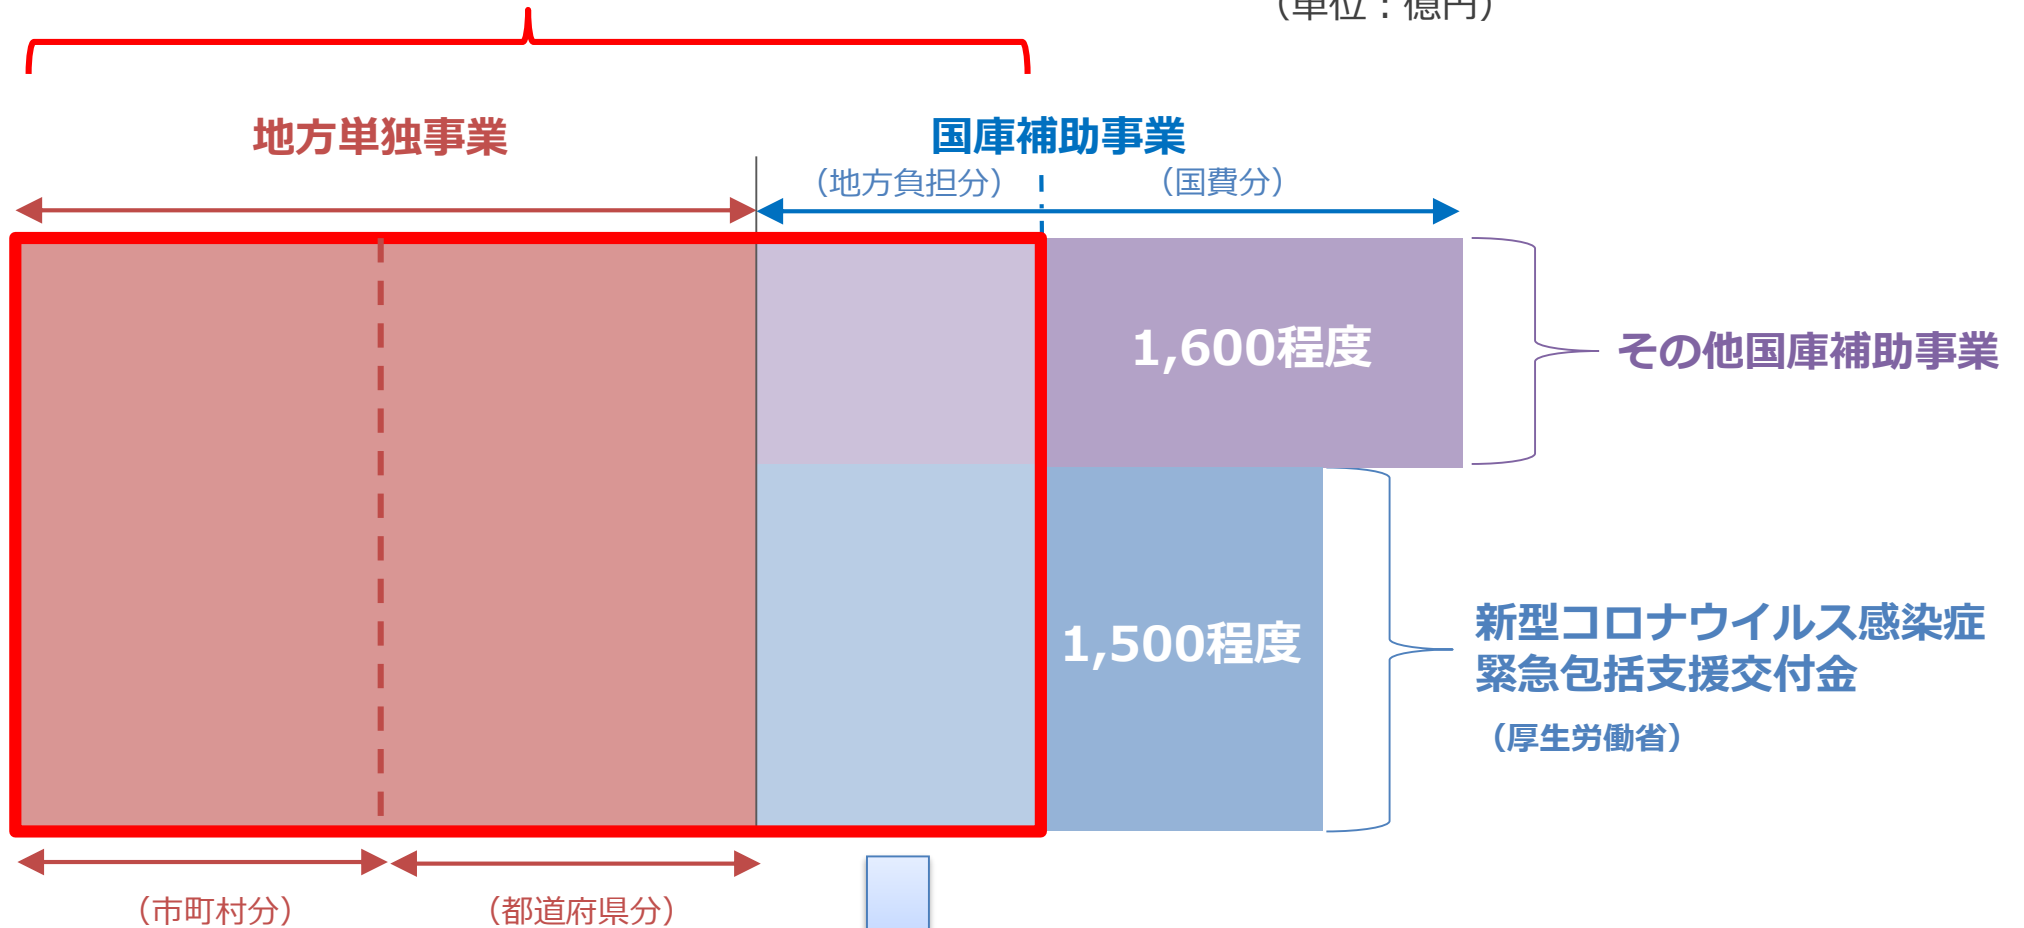 （単位：億円）
地方単独事業
国庫補助事業
（地方負担分）
（国費分）
1,600程度
その他国庫補助事業
1,500程度
新型コロナウイルス感染症
緊急包括支援交付金
（厚生労働省）
（市町村分）
（都道府県分）